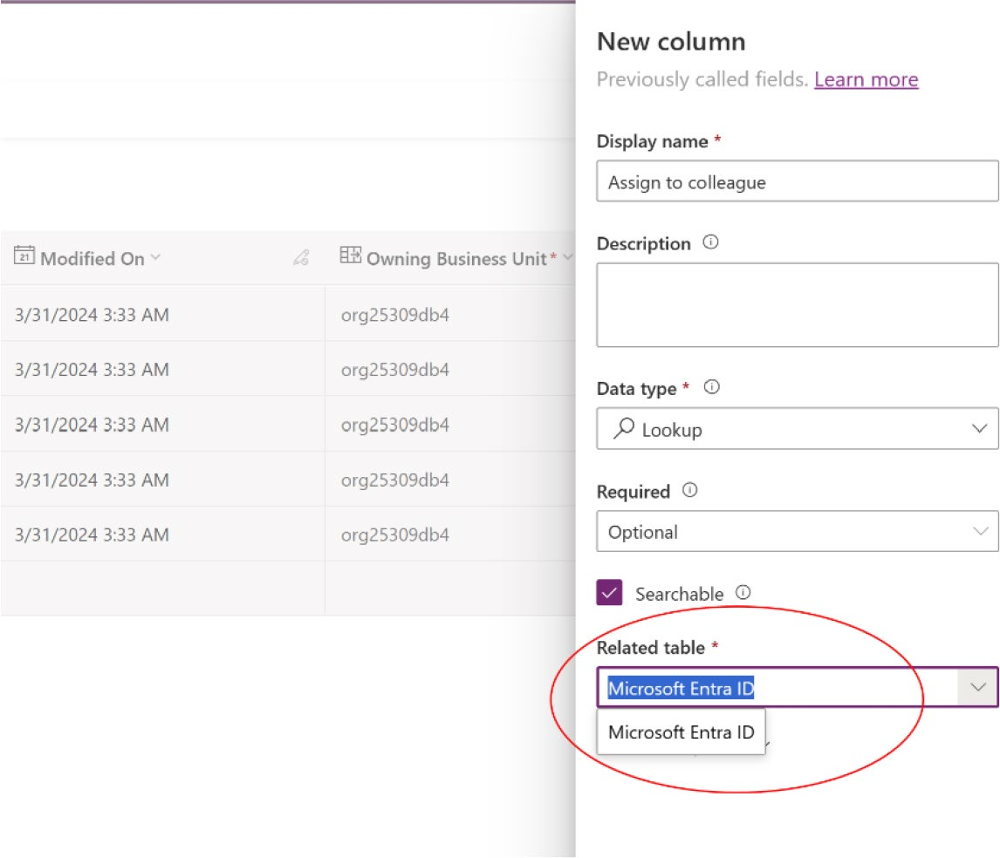 New column
Previously called fields. Learn more
Display name *
Assign to colleague
Description
Data type *
Lookup
Required
Optional
Searchable
Related table *
Microsoft Entra ID
Microsoft Entra ID
21 Modified On Owning Business Unit*
3/31/2024 3:33 AM org25309db4
3/31/2024 3:33 AM org25309db4
3/31/2024 3:33 AM org25309db4
3/31/2024 3:33 AM org25309db4
3/31/2024 3:33 AM org25309db4